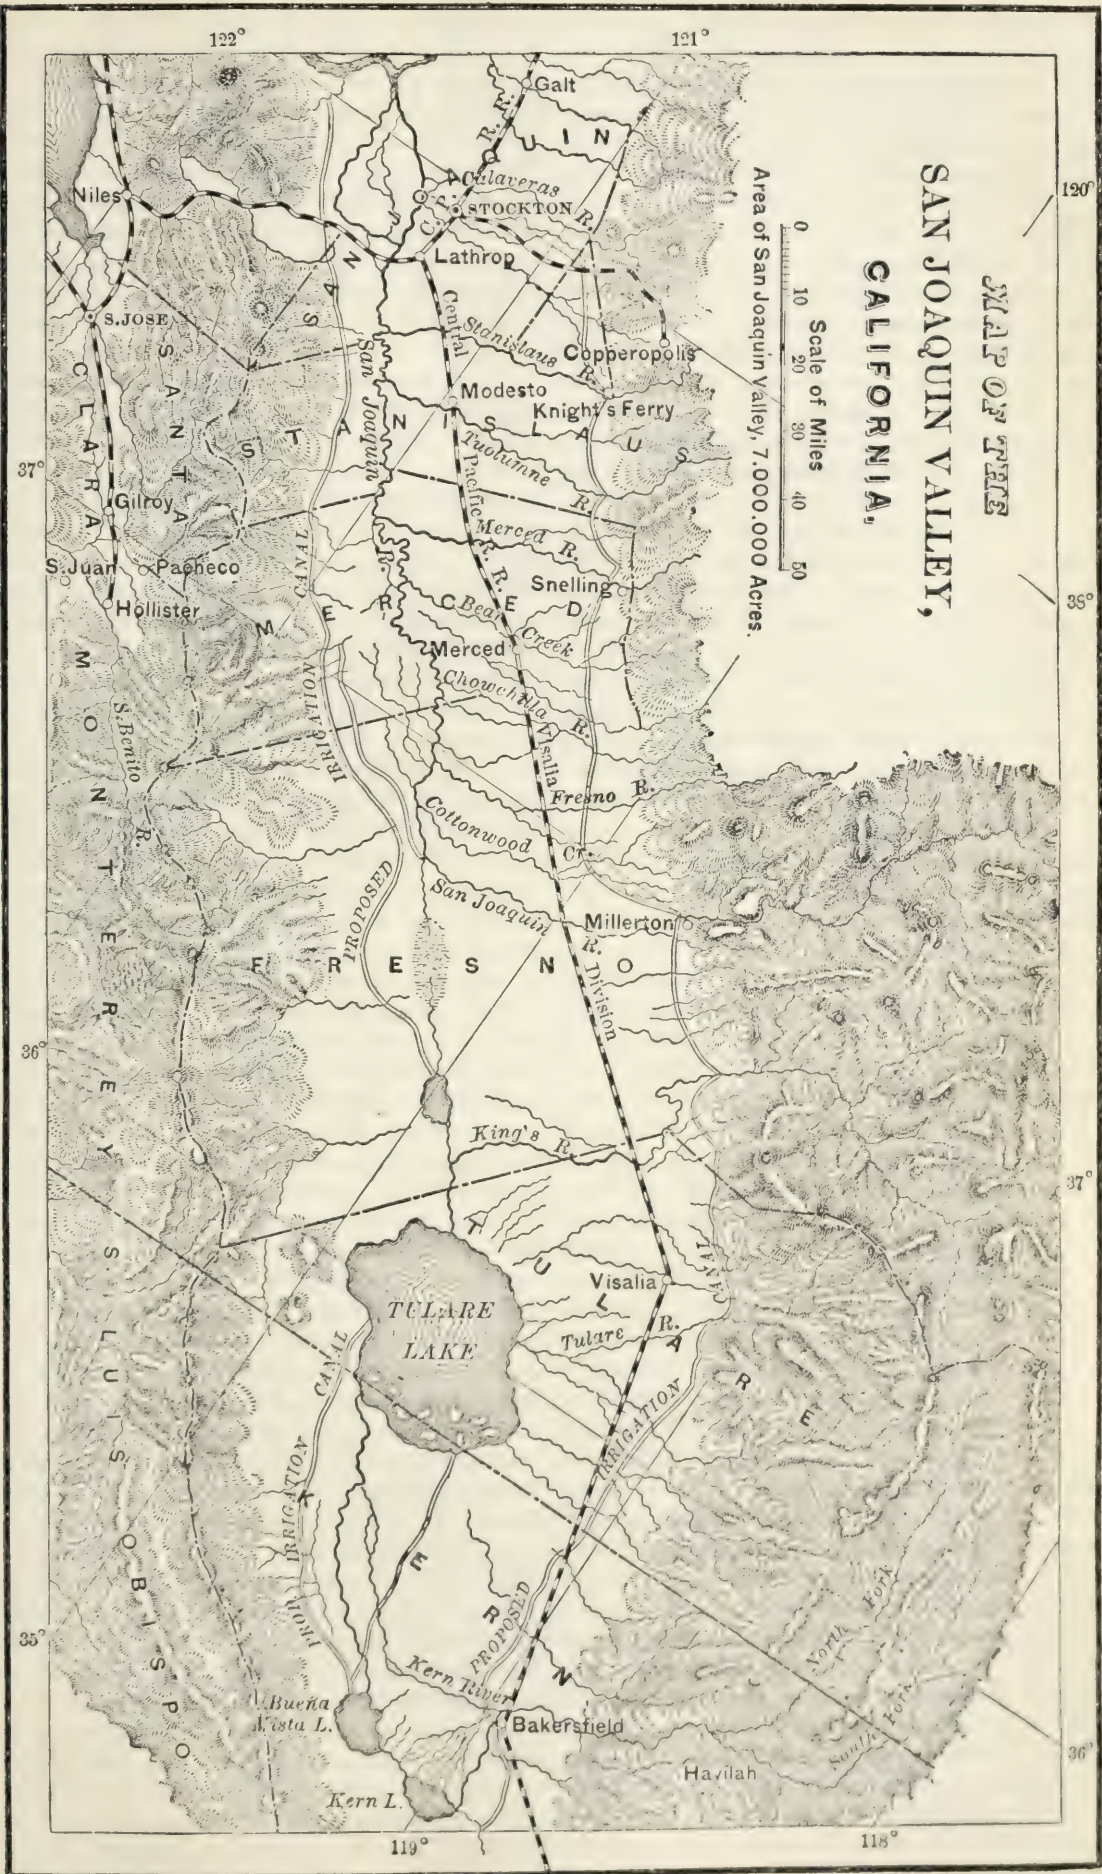 MAP OF THE
SAN JOAQUIN VALLEY,
CALIFORNIA,
Scale of Miles
0 10 20 30 40 50
Area of San Joaquin Valley, 7.000.000 Acres.
122°
121°
120°
38°
37°
36°
118°
119°
35°
36°
37°
Galt
C. P. R. R.
Calaveras R.
STOCKTON
Niles
Lathrop
S. JOSE
Central Pacific R. R.
Stanislaus R.
Copperopolis
San Joaquin R.
Modesto
Knight's Ferry
STANISLAUS
Tuolumne R.
SANTA CLARA
Gilroy
Merced R.
S. Juan
Pacheco
Snelling
Hollister
MERCED
Bear Creek
Merced
Chowchilla R.
Visalia Division
S. Benito R.
Fresno R.
Cottonwood Cr.
San Joaquin R.
Millerton
PROPOSED IRRIGATION CANAL
FRESNO
MONTEREY
King's R.
TULARE
Visalia
TULARE
LAKE
Tulare R.
PROPOSED IRRIGATION CANAL
PROP. IRRIGATION CANAL
KERN
S LUIS OBISPO
North Fork
South Fork
Kern River
Buena
Vista L.
Bakersfield
Havilah
Kern L.